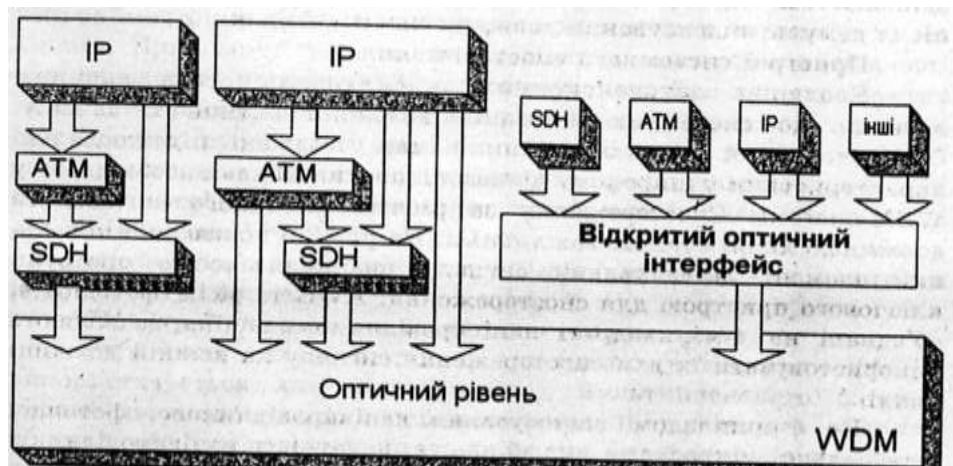 IP
IP
SDH
ATM
IP
Інші
ATM
ATM
SDH
SDH
Відкритий оптичний
інтерфейс
Оптичний рівень
WDM